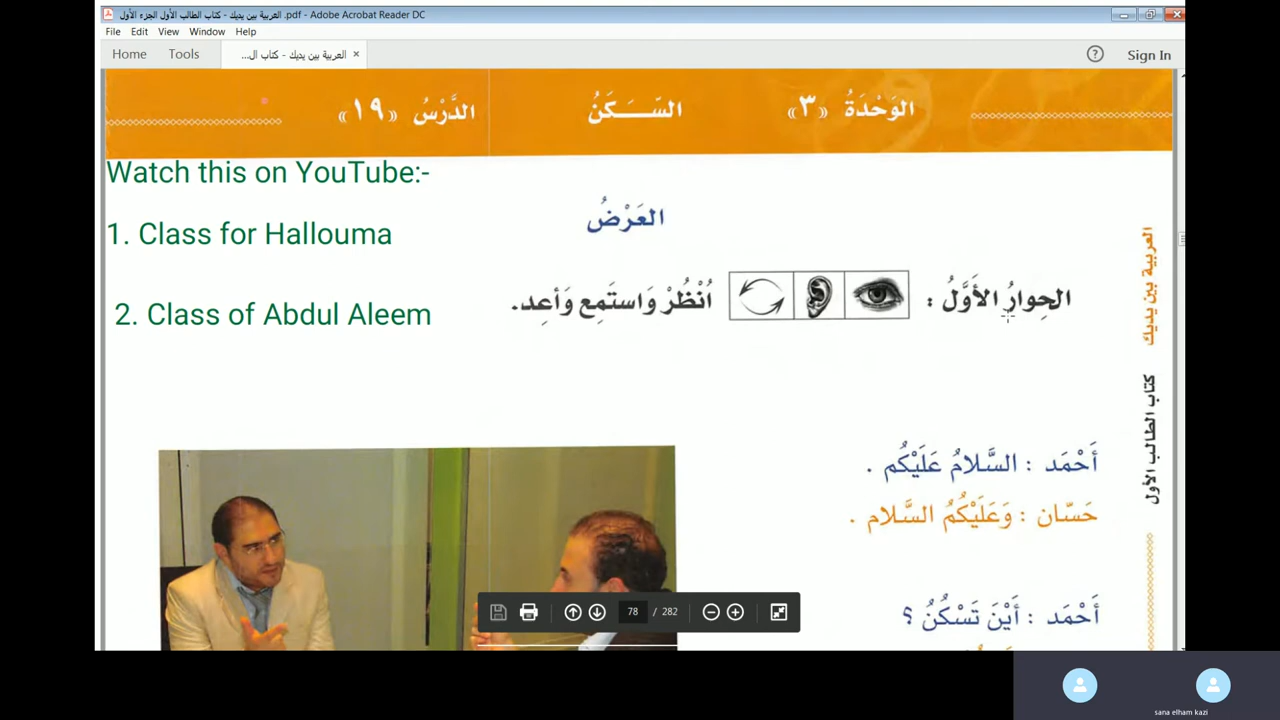 العربية بين يديك - كتاب الطالب الأول الجزء الأول .pdf - Adobe Acrobat Reader DC
File Edit View Window Help
Home Tools العربية بين يديك - كتاب ال... × ? Sign In
الوَحْدَةُ «٣» السَّـــكَنُ الدَّرْسُ «١٩»
Watch this on YouTube:-
العَرْضُ
1. Class for Hallouma
الحِوارُ الأَوَّلُ : اُنْظُرْ وَاستَمِع وَأعِد.
2. Class of Abdul Aleem
العربية بين يديك
كتاب الطالب الأول
أَحْمَد : السَّلامُ عَلَيْكُم .
حَسّان : وَعَلَيْكُمُ السَّلام .
أَحْمَد : أَيْنَ تَسْكُنُ ؟
78 / 282
sana elham kazi